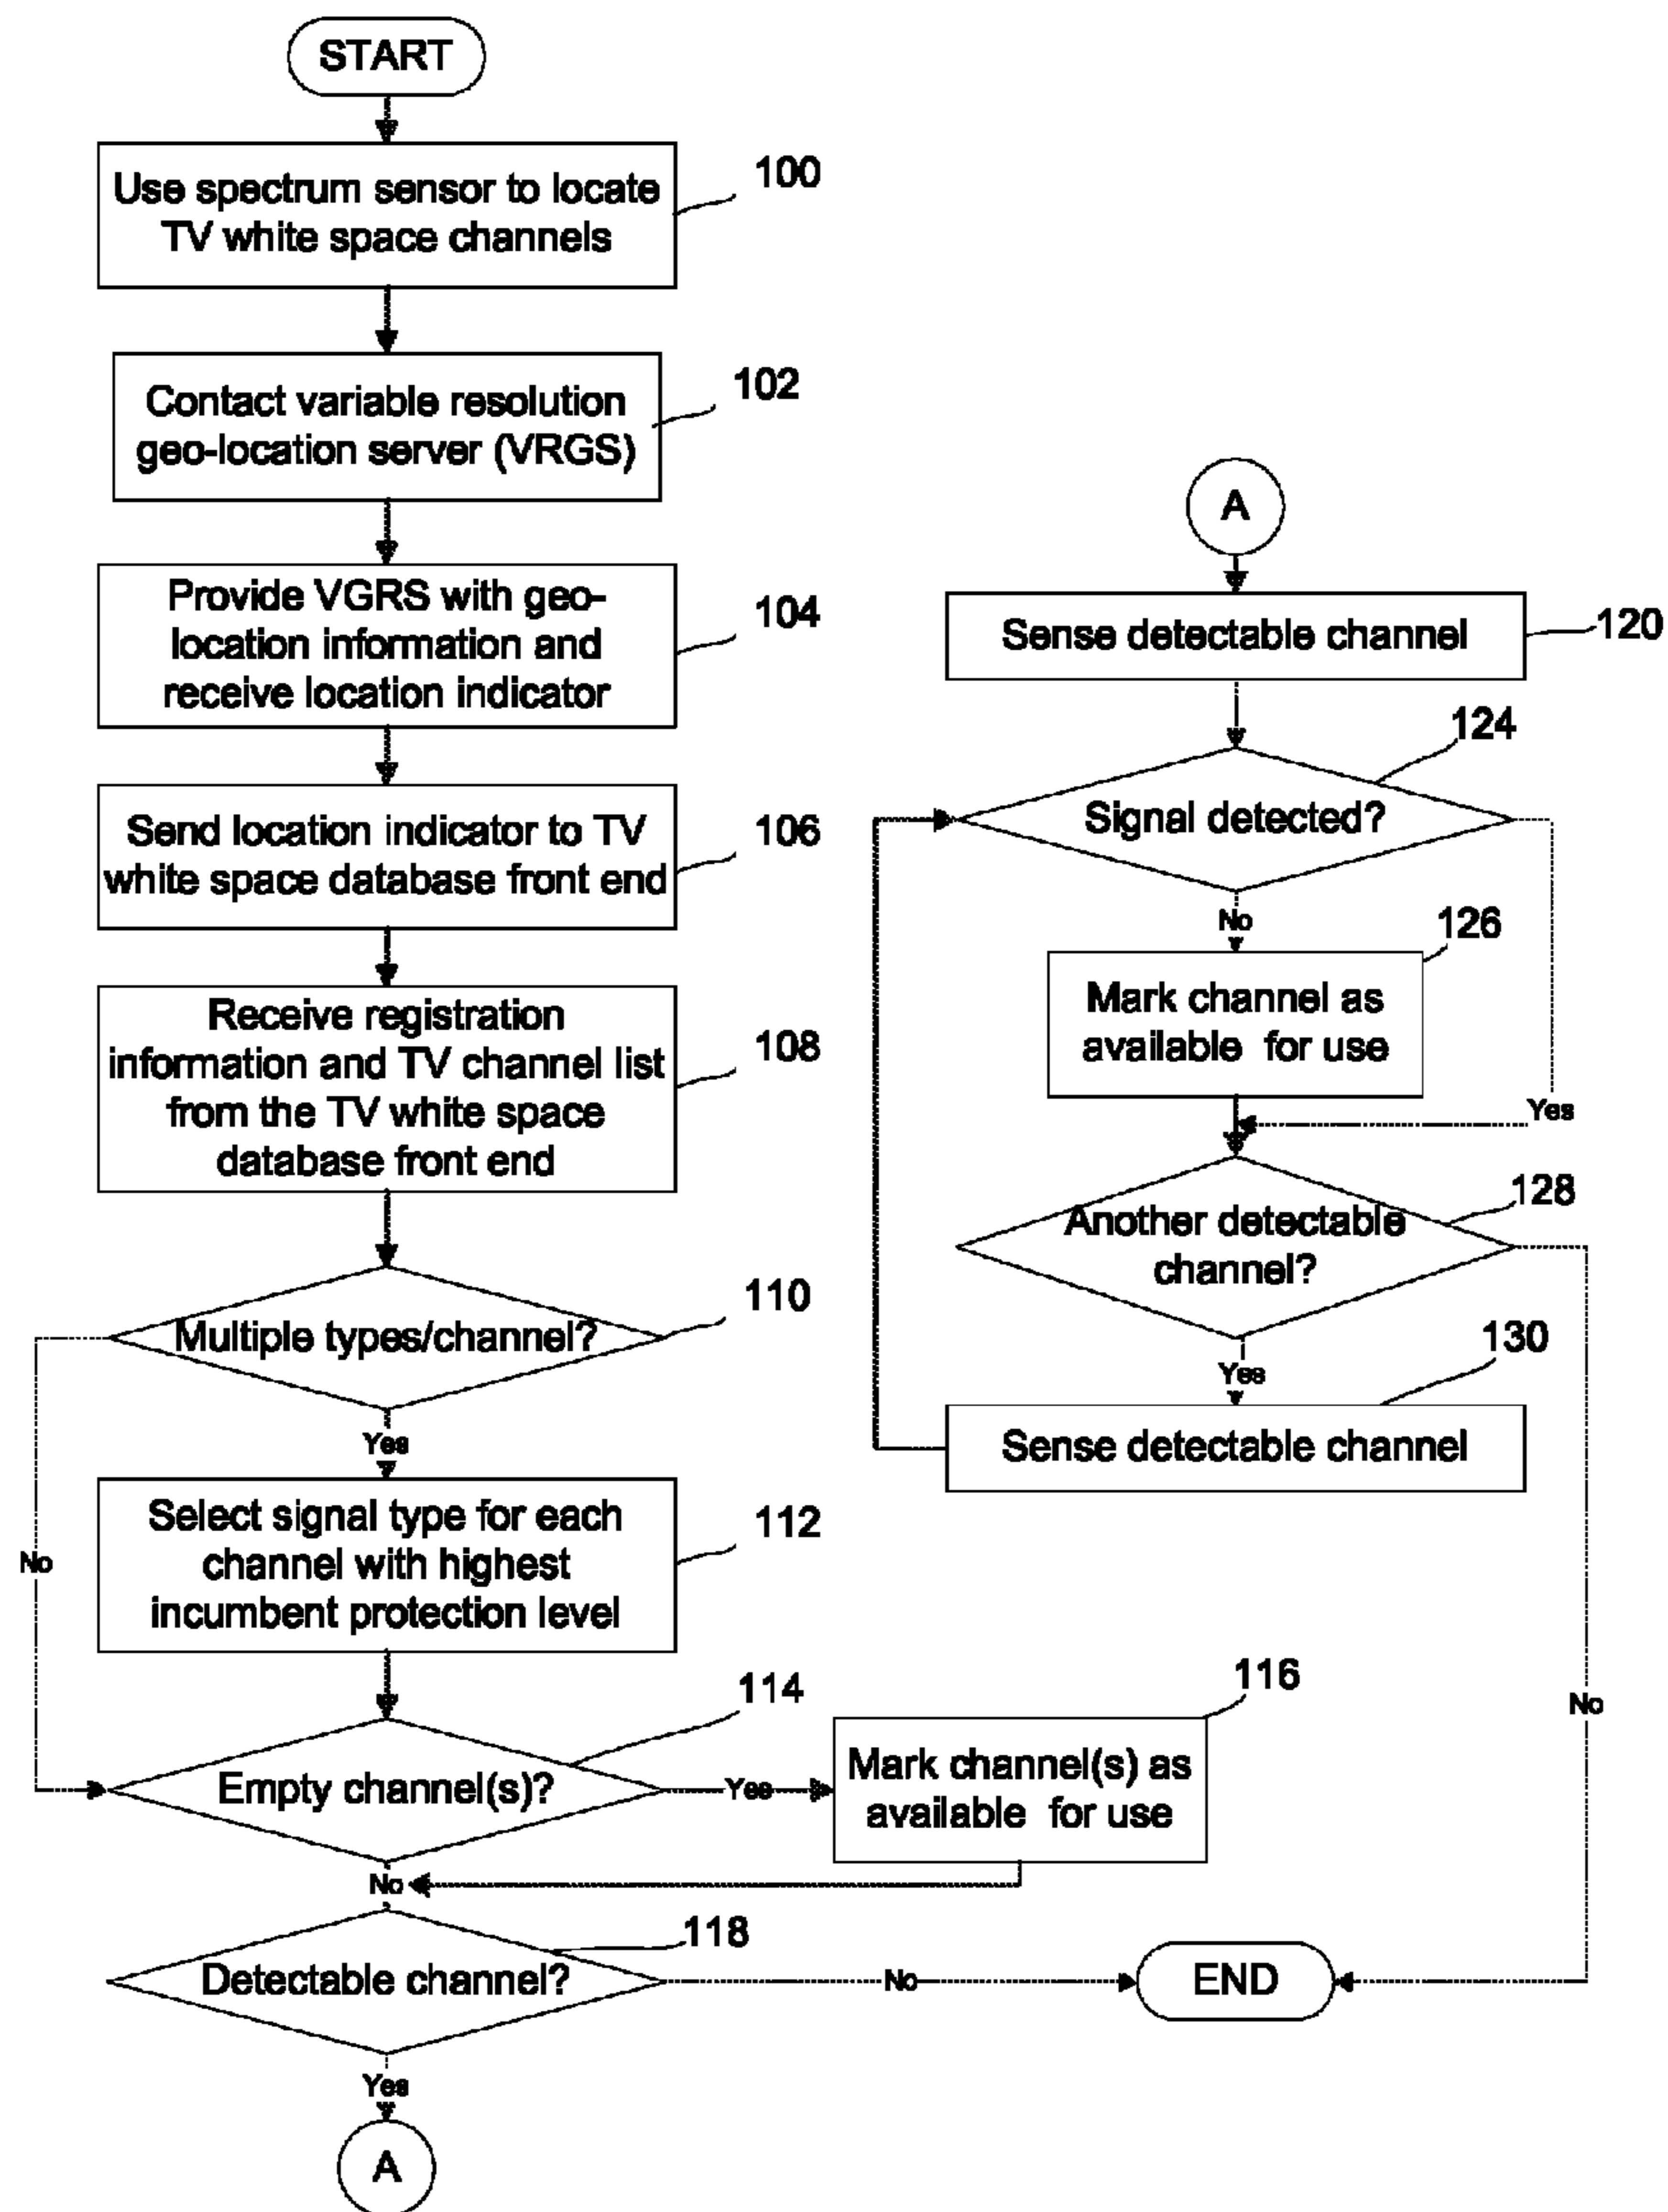 START
Use spectrum sensor to locate
TV white space channels
100
Contact variable resolution
geo-location server (VRGS)
102
Provide VGRS with geo-
location information and
receive location indicator
104
Send location indicator to TV
white space database front end
106
Receive registration
information and TV channel list
from the TV white space
database front end
108
Multiple types/channel?
110
Yes
No
Select signal type for each
channel with highest
incumbent protection level
112
Empty channel(s)?
114
Yes
Mark channel(s) as
available for use
116
No
Detectable channel?
118
No
END
Yes
A
A
Sense detectable channel
120
Signal detected?
124
No
Mark channel as
available for use
126
Yes
Another detectable
channel?
128
Yes
Sense detectable channel
130
No